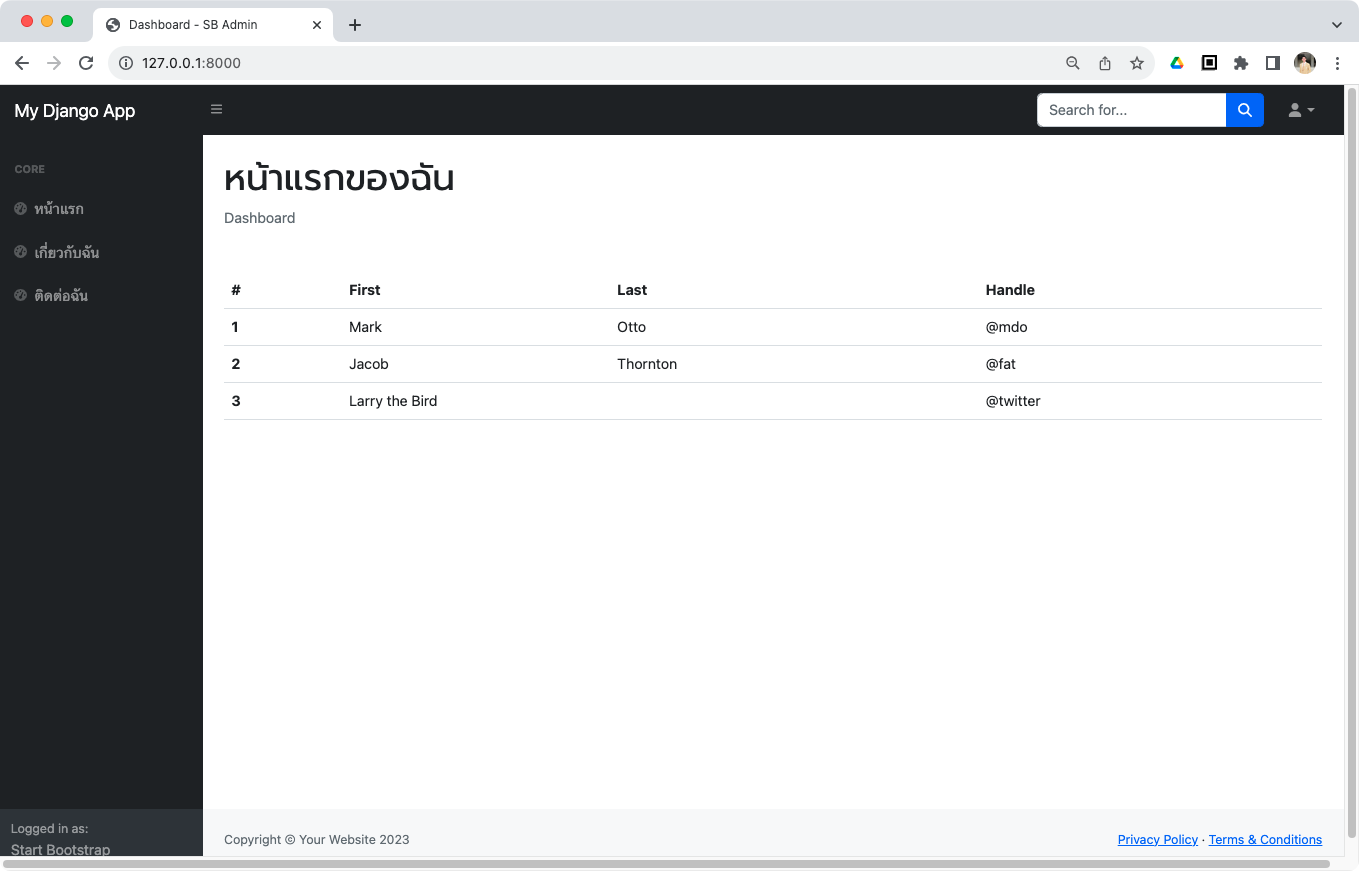 Dashboard - SB Admin
127.0.0.1:8000
My Django App
Search for...
CORE
หน้าแรก
เกี่ยวกับฉัน
ติดต่อฉัน
หน้าแรกของฉัน
Dashboard
# First Last Handle
1 Mark Otto @mdo
2 Jacob Thornton @fat
3 Larry the Bird @twitter
Logged in as:
Start Bootstrap
Copyright © Your Website 2023
Privacy Policy · Terms & Conditions